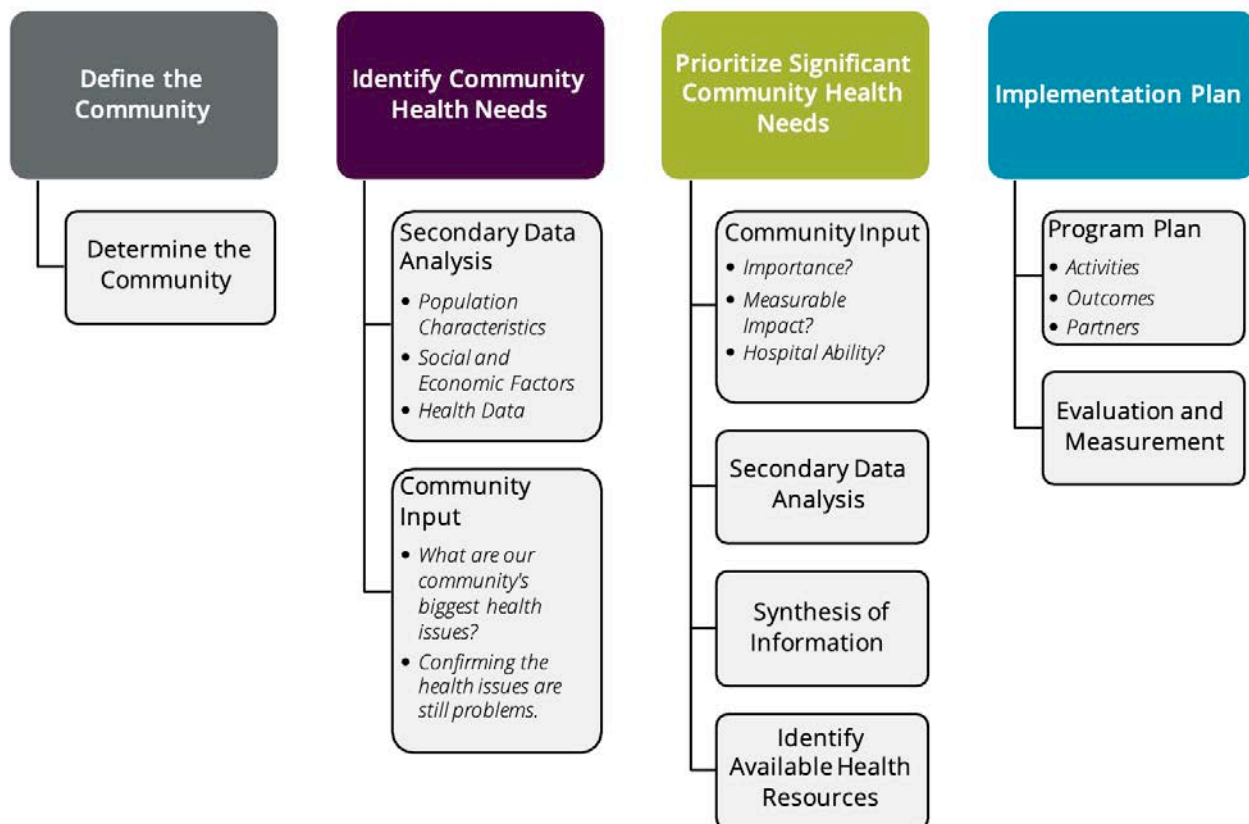 Define the
Community
Determine the
Community
Identify Community
Health Needs
Secondary Data
Analysis
• Population
Characteristics
• Social and
Economic Factors
• Health Data
Community
Input
• What are our
community's
biggest health
issues?
• Confirming the
health issues are
still problems.
Prioritize Significant
Community Health
Needs
Community Input
• Importance?
• Measurable
Impact?
• Hospital Ability?
Secondary Data
Analysis
Synthesis of
Information
Identify
Available Health
Resources
Implementation Plan
Program Plan
• Activities
• Outcomes
• Partners
Evaluation and
Measurement